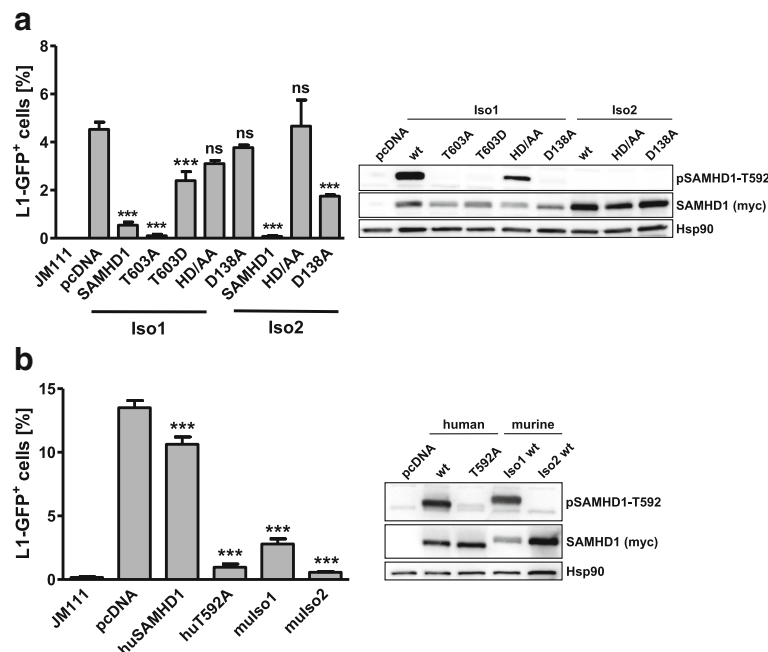 a
L1-GFP+ cells [%]
8
6
4
2
0
***
***
***
ns
ns
***
ns
***
JM111
pcDNA
SAMHD1
T603A
T603D
HD/AA
D138A
SAMHD1
HD/AA
D138A
Iso1
Iso2
Iso1
Iso2
pcDNA
wt
T603A
T603D
HD/AA
D138A
wt
HD/AA
D138A
pSAMHD1-T592
SAMHD1 (myc)
Hsp90
b
L1-GFP+ cells [%]
15
10
5
0
***
***
***
***
JM111
pcDNA
huSAMHD1
huT592A
muIso1
muIso2
human
murine
pcDNA
wt
T592A
Iso1 wt
Iso2 wt
pSAMHD1-T592
SAMHD1 (myc)
Hsp90